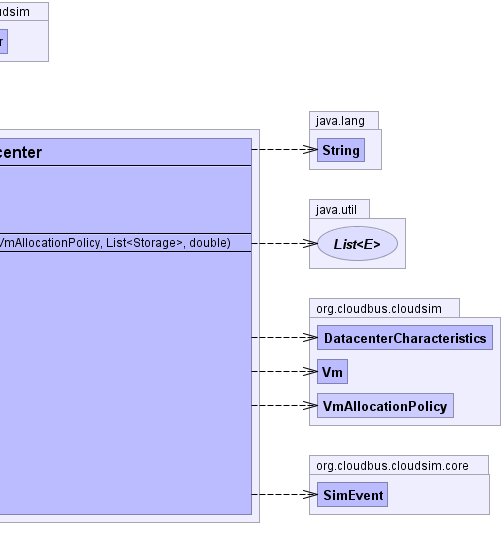 udsim
r
java.lang
String
center
java.util
VmAllocationPolicy, List<Storage>, double)
List<E>
org.cloudbus.cloudsim
DatacenterCharacteristics
Vm
VmAllocationPolicy
org.cloudbus.cloudsim.core
SimEvent